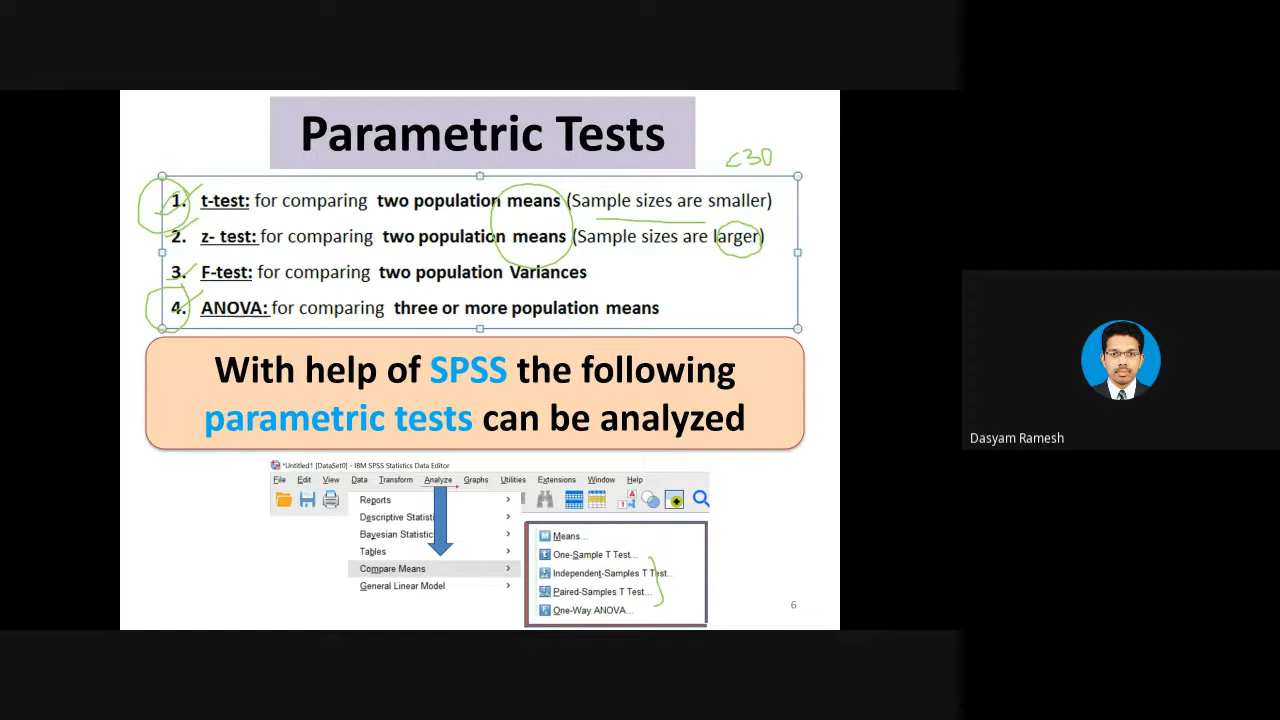 Parametric Tests
<30
1. t-test: for comparing two population means (Sample sizes are smaller)
2. z- test: for comparing two population means (Sample sizes are larger)
3. F-test: for comparing two population Variances
4. ANOVA: for comparing three or more population means
With help of SPSS the following
parametric tests can be analyzed
*Untitled1 [DataSet0] - IBM SPSS Statistics Data Editor
File Edit View Data Transform Analyze Graphs Utilities Extensions Window Help
Reports
Descriptive Statisti
Bayesian Statistic
Tables
Compare Means
General Linear Model
Means...
One-Sample T Test...
Independent-Samples T Test...
Paired-Samples T Test...
One-Way ANOVA...
6
Dasyam Ramesh